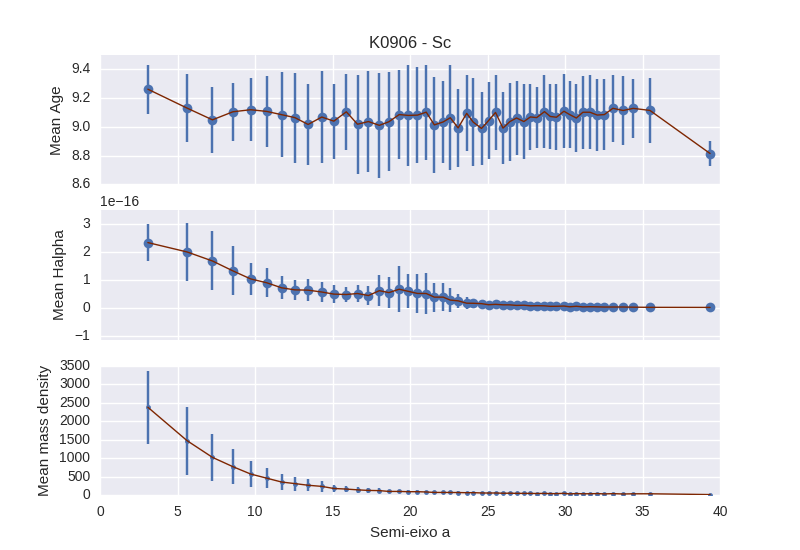 K0906 - Sc
Mean Age
9.4
9.2
9.0
8.8
8.6
1e−16
Mean Halpha
3
2
1
0
−1
Mean mass density
3500
3000
2500
2000
1500
1000
500
0
0 5 10 15 20 25 30 35 40
Semi-eixo a